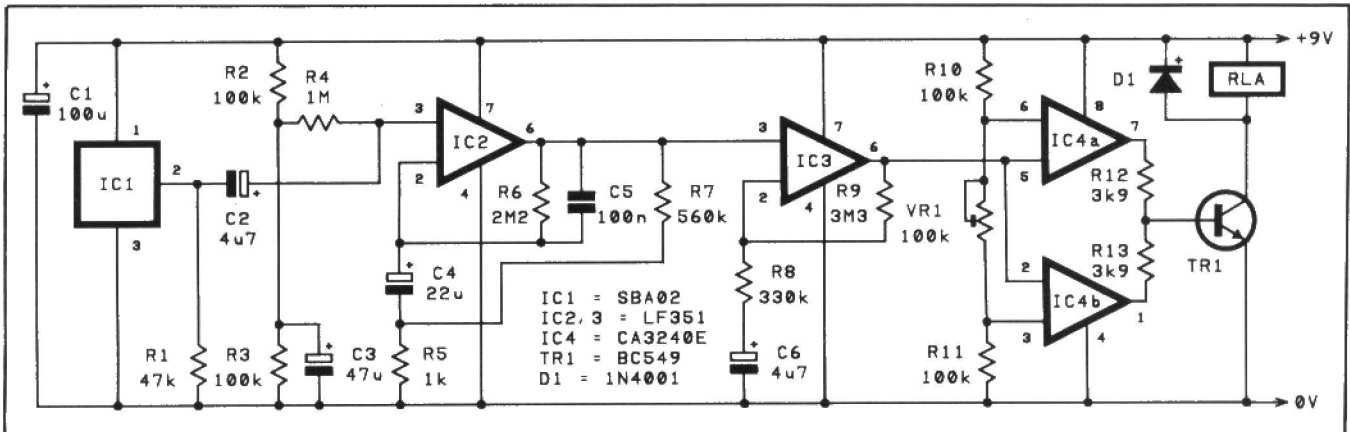 +9V
R2
100k
R4
1M
C1
100u
1
IC1
2
3
C2
4u7
R1
47k
R3
100k
C3
47u
3
2
IC2
7
6
4
R6
2M2
C5
100n
R7
560k
C4
22u
R5
1k
IC1 = SBA02
IC2,3 = LF351
IC4 = CA3240E
TR1 = BC549
D1 = 1N4001
3
2
IC3
7
6
4
R9
3M3
R8
330k
C6
4u7
R10
100k
VR1
100k
R11
100k
6
5
IC4a
8
7
2
3
IC4b
4
1
R12
3k9
R13
3k9
D1
+
RLA
TR1
0V
+
+
+
+
+